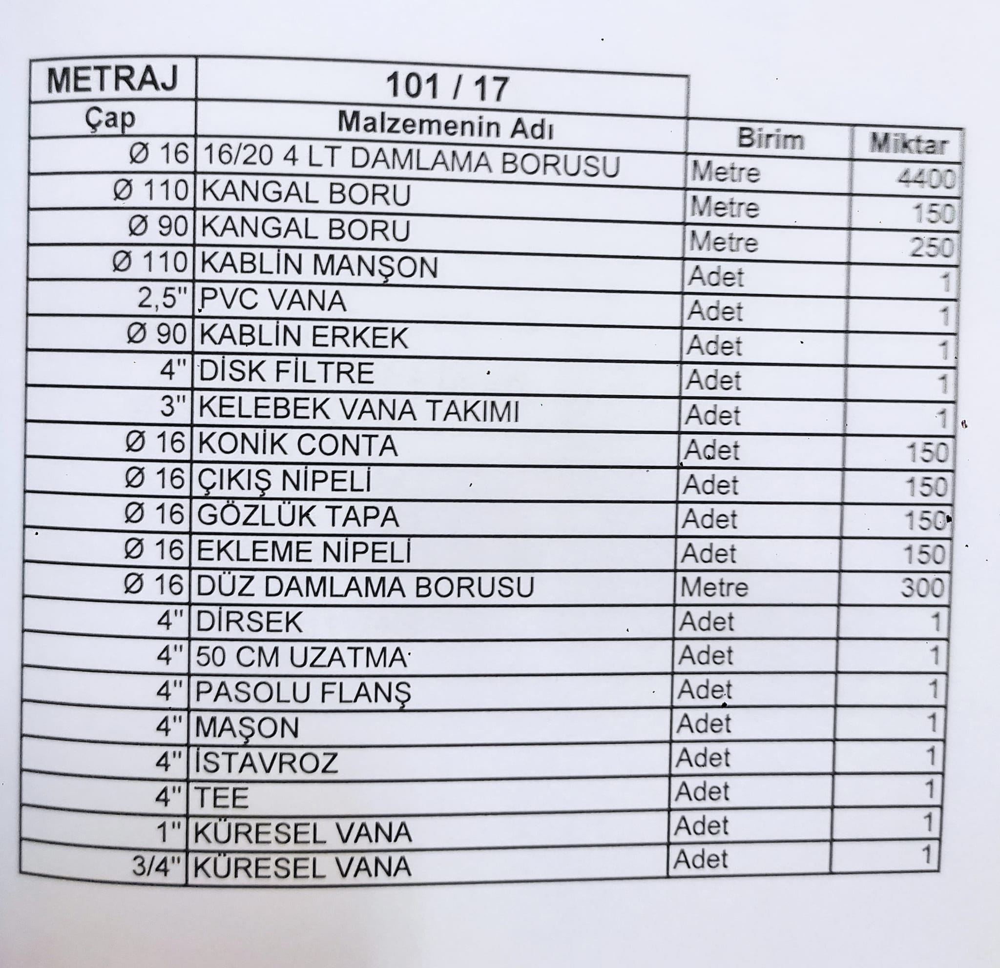 METRAJ 101 / 17
Çap Malzemenin Adı Birim Miktar
Ø 16 16/20 4 LT DAMLAMA BORUSU Metre 4400
Ø 110 KANGAL BORU Metre 150
Ø 90 KANGAL BORU Metre 250
Ø 110 KABLİN MANŞON Adet 1
2,5" PVC VANA Adet 1
Ø 90 KABLİN ERKEK Adet 1
4" DİSK FİLTRE Adet 1
3" KELEBEK VANA TAKIMI Adet 1
Ø 16 KONİK CONTA Adet 150
Ø 16 ÇIKIŞ NİPELİ Adet 150
Ø 16 GÖZLÜK TAPA Adet 150
Ø 16 EKLEME NİPELİ Adet 150
Ø 16 DÜZ DAMLAMA BORUSU Metre 300
4" DİRSEK Adet 1
4" 50 CM UZATMA Adet 1
4" PASOLU FLANŞ Adet 1
4" MAŞON Adet 1
4" İSTAVROZ Adet 1
4" TEE Adet 1
1" KÜRESEL VANA Adet 1
3/4" KÜRESEL VANA Adet 1